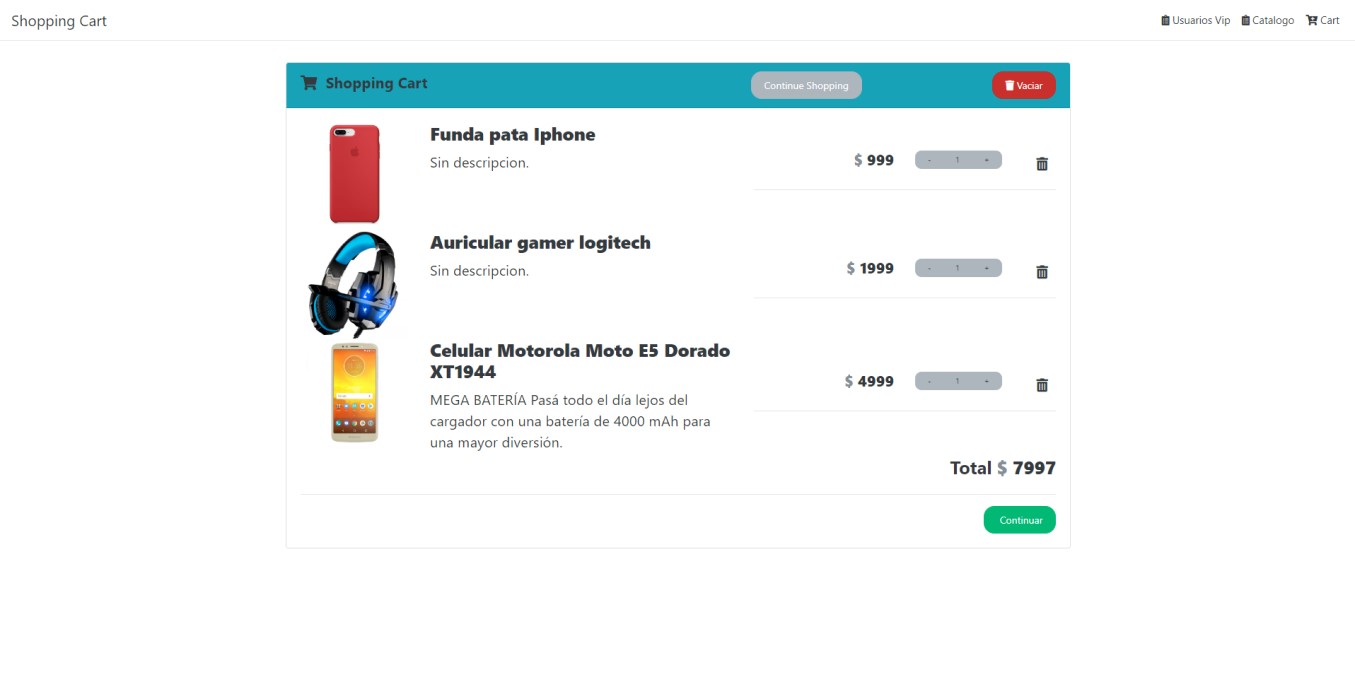 Shopping Cart
Usuarios Vip
Catalogo
Cart
Shopping Cart
Continue Shopping
Vaciar
Funda pata Iphone
Sin descripcion.
$ 999
- 1 +
Auricular gamer logitech
Sin descripcion.
$ 1999
- 1 +
Celular Motorola Moto E5 Dorado
XT1944
MEGA BATERÍA Pasá todo el día lejos del
cargador con una batería de 4000 mAh para
una mayor diversión.
$ 4999
- 1 +
Total $ 7997
Continuar